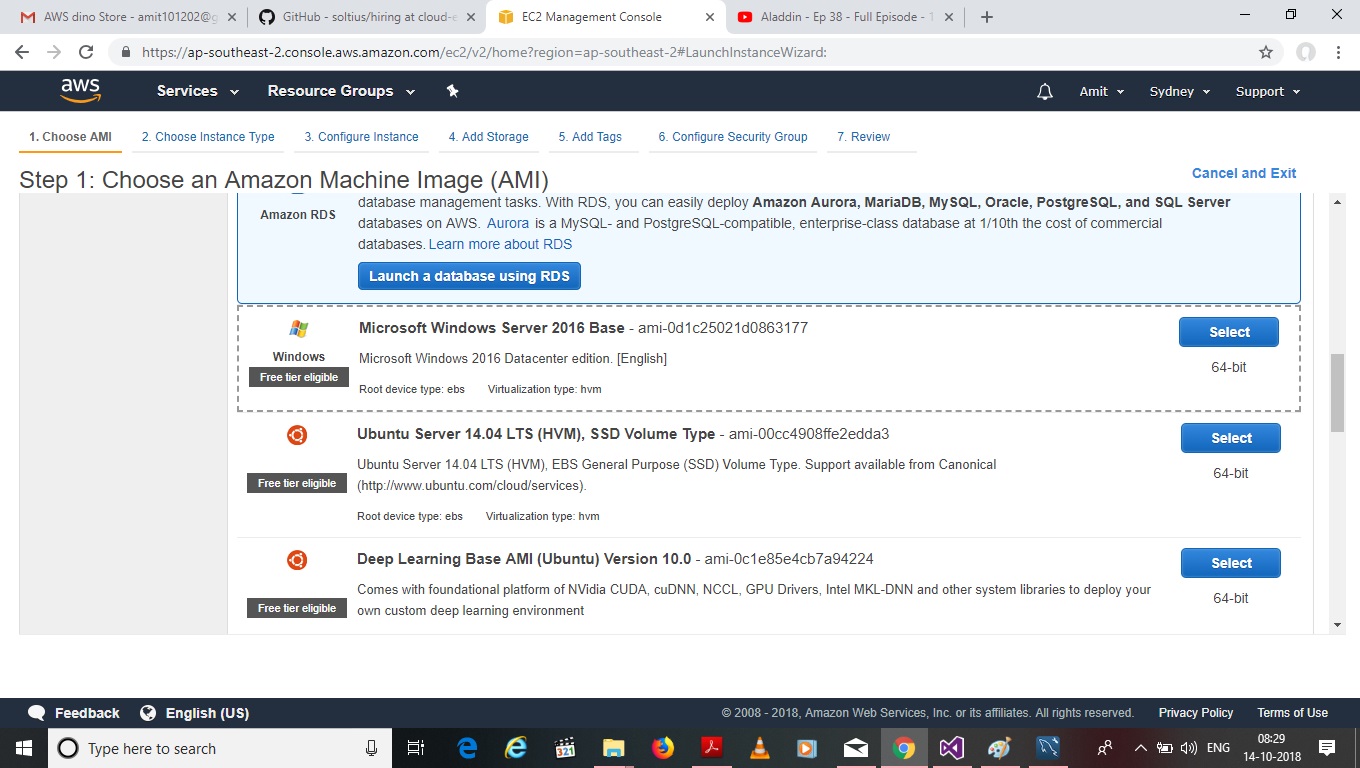 AWS dino Store - amit101202@g
GitHub - soltius/hiring at cloud-e
EC2 Management Console
Aladdin - Ep 38 - Full Episode - 1
https://ap-southeast-2.console.aws.amazon.com/ec2/v2/home?region=ap-southeast-2#LaunchInstanceWizard:
aws Services Resource Groups Amit Sydney Support
1. Choose AMI 2. Choose Instance Type 3. Configure Instance 4. Add Storage 5. Add Tags 6. Configure Security Group 7. Review
Step 1: Choose an Amazon Machine Image (AMI)
Cancel and Exit
Amazon RDS
database management tasks. With RDS, you can easily deploy Amazon Aurora, MariaDB, MySQL, Oracle, PostgreSQL, and SQL Server
databases on AWS. Aurora is a MySQL- and PostgreSQL-compatible, enterprise-class database at 1/10th the cost of commercial
databases. Learn more about RDS
Launch a database using RDS
Windows
Free tier eligible
Microsoft Windows Server 2016 Base - ami-0d1c25021d0863177
Microsoft Windows 2016 Datacenter edition. [English]
Root device type: ebs Virtualization type: hvm
Select
64-bit
Free tier eligible
Ubuntu Server 14.04 LTS (HVM), SSD Volume Type - ami-00cc4908ffe2edda3
Ubuntu Server 14.04 LTS (HVM), EBS General Purpose (SSD) Volume Type. Support available from Canonical
(http://www.ubuntu.com/cloud/services).
Root device type: ebs Virtualization type: hvm
Select
64-bit
Free tier eligible
Deep Learning Base AMI (Ubuntu) Version 10.0 - ami-0c1e85e4cb7a94224
Comes with foundational platform of NVidia CUDA, cuDNN, NCCL, GPU Drivers, Intel MKL-DNN and other system libraries to deploy your
own custom deep learning environment
Select
64-bit
Feedback English (US) © 2008 - 2018, Amazon Web Services, Inc. or its affiliates. All rights reserved. Privacy Policy Terms of Use
Type here to search
321
ENG
08:29
14-10-2018